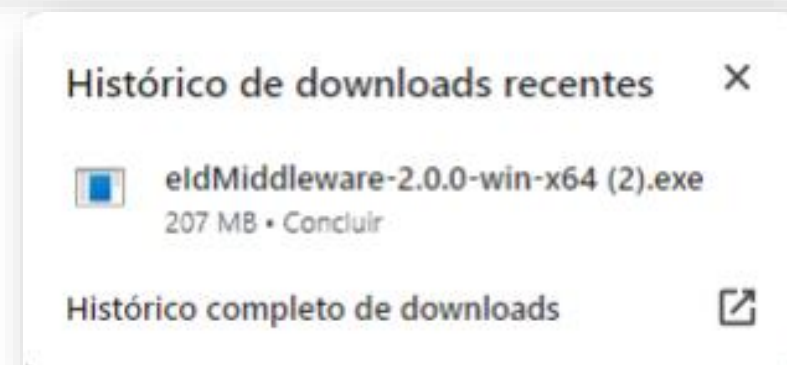 Histórico de downloads recentes
eIdMiddleware-2.0.0-win-x64 (2).exe
207 MB • Concluir
Histórico completo de downloads